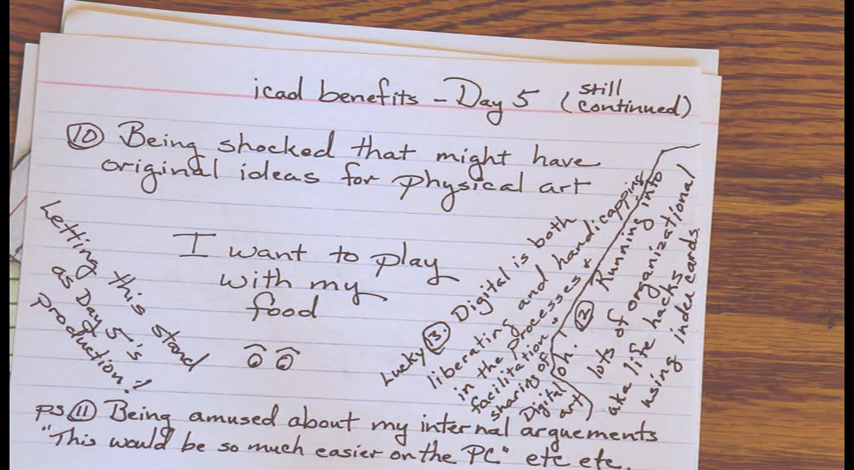 icad benefits - Day 5 (still continued)
⑩ Being shocked that might have
original ideas for physical art
I want to play
with my
food
Letting this stand
as Day 5's
production!
Lucky ⑬. Digital is both
liberating and handicapping
in the processes &
facilitation &
sharing of
Digital
art)
oh. ⑫ Running into
lots of organizational
aka life hacks
using index cards
PS ⑪ Being amused about my internal arguements
"This would be so much easier on the PC" etc etc.